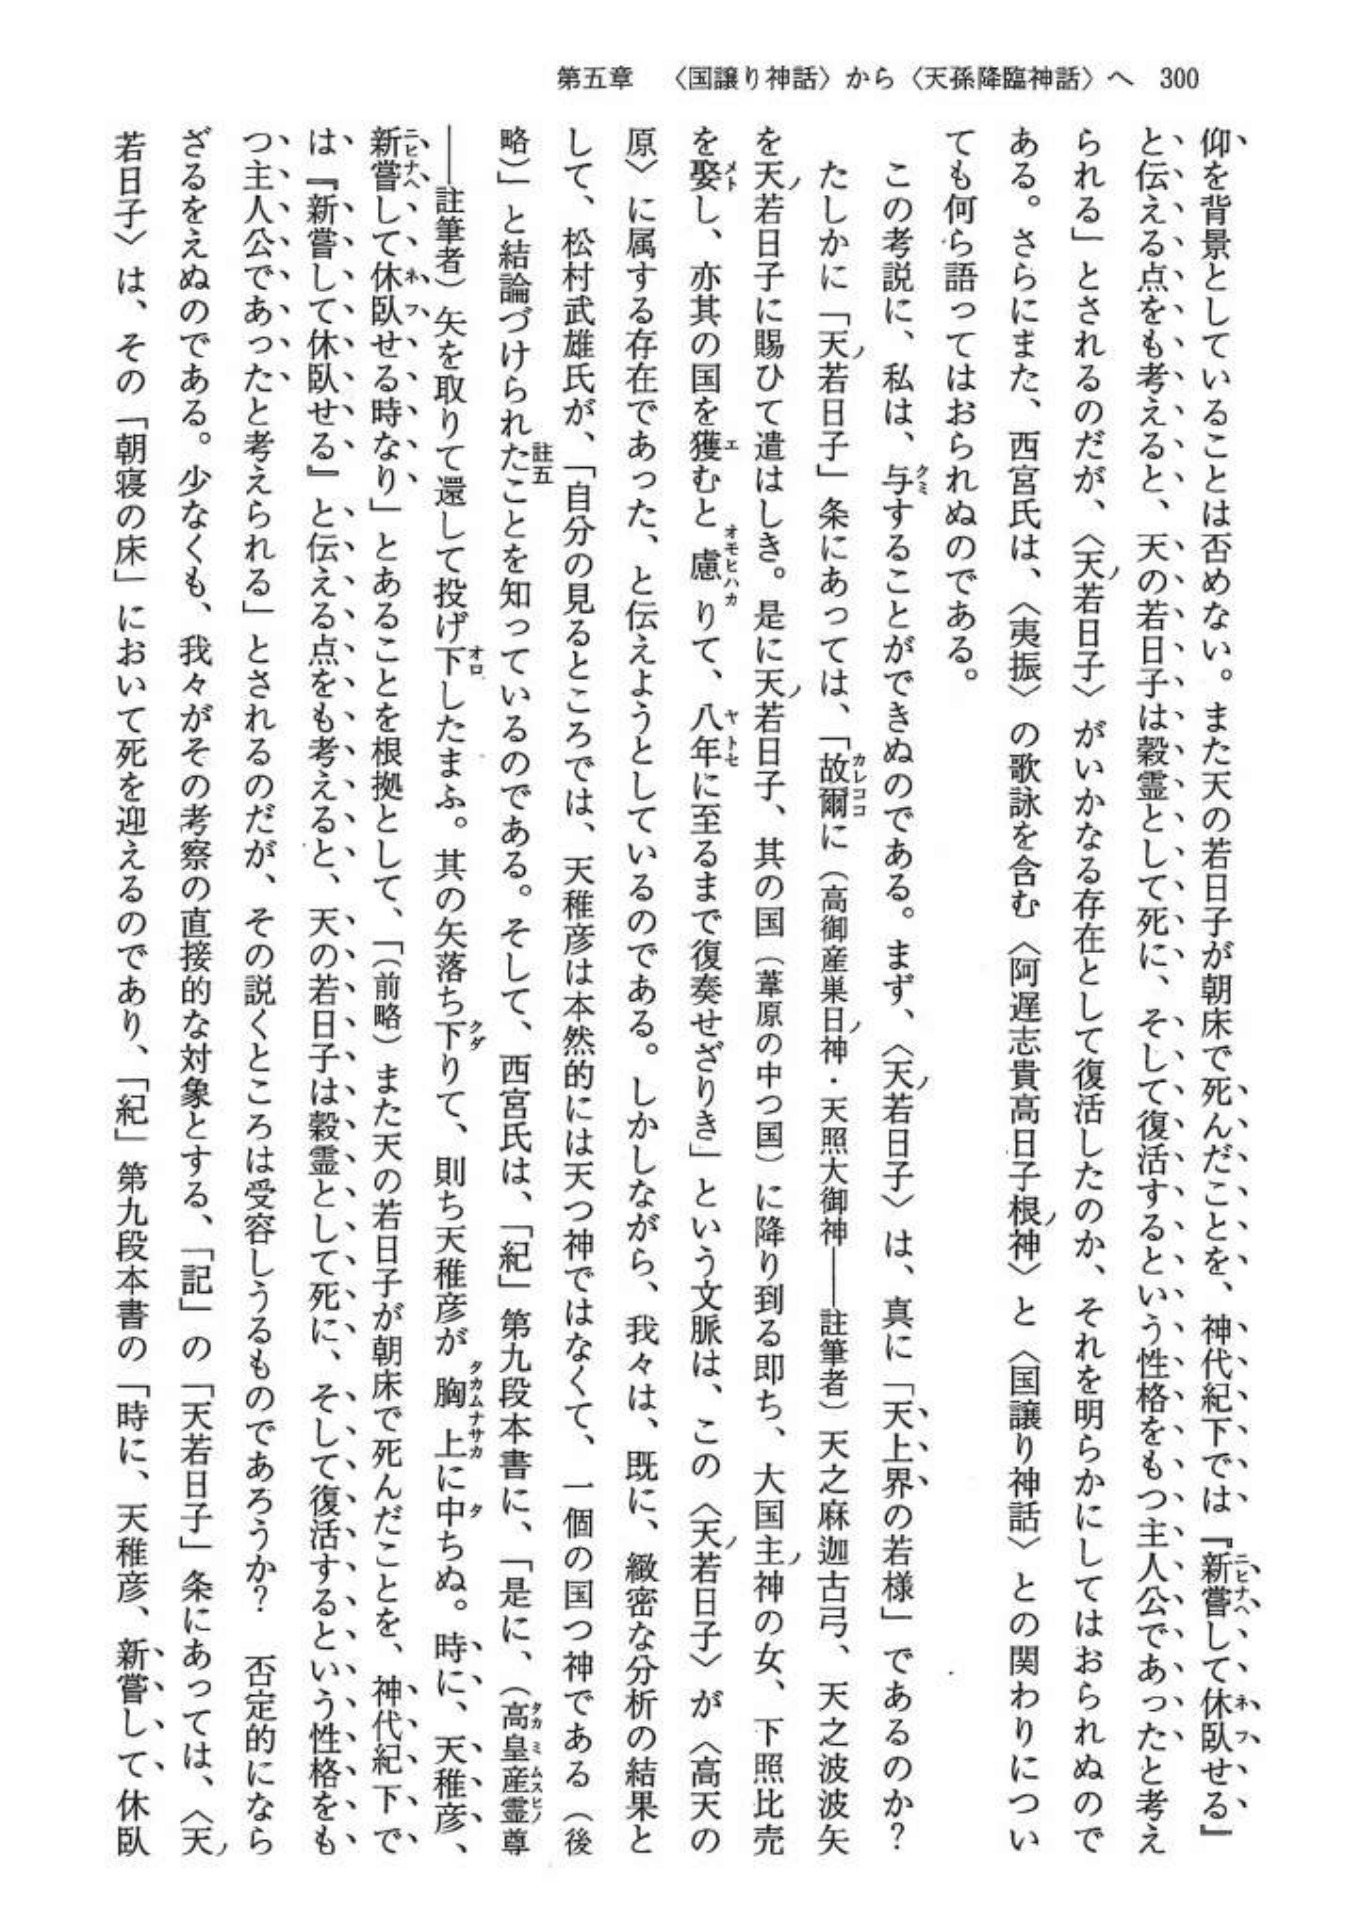 第五章　〈国譲り神話〉から〈天孫降臨神話〉へ　300
仰を背景としていることは否めない。また天の若日子が朝床で死んだことを、神代紀下では『新嘗して休臥せる』
と伝える点をも考えると、天の若日子は穀霊として死に、そして復活するという性格をもつ主人公であったと考え
られる」とされるのだが、〈天ノ若日子〉がいかなる存在として復活したのか、それを明らかにしてはおられぬので
ある。さらにまた、西宮氏は、〈夷振〉の歌詠を含む〈阿遅志貴高日子根ノ神〉と〈国譲り神話〉との関わりについ
ても何ら語ってはおられぬのである。
この考説に、私は、与することができぬのである。まず、〈天ノ若日子〉は、真に「天上界の若様」であるのか？
たしかに「天ノ若日子」条にあっては、「故爾に（高御産巣日ノ神・天照大御神――註筆者）天之麻迦古弓、天之波波矢
を天ノ若日子に賜ひて遣はしき。是に天ノ若日子、其の国（葦原の中つ国）に降り到る即ち、大国主ノ神の女、下照比売
を娶し、亦其の国を獲むと慮りて、八年に至るまで復奏せざりき」という文脈は、この〈天ノ若日子〉が〈高天の
原〉に属する存在であった、と伝えようとしているのである。しかしながら、我々は、既に、緻密な分析の結果と
して、松村武雄氏が、「自分の見るところでは、天稚彦は本然的には天つ神ではなくて、一個の国つ神である（後
略）」と結論づけられたことを知っているのである。そして、西宮氏は、「紀」第九段本書に、「是に、（高皇産霊尊
――註筆者）矢を取りて還して投げ下したまふ。其の矢落ち下りて、則ち天稚彦が胸上に中ちぬ。時に、天稚彦、
新嘗して休臥せる時なり」とあることを根拠として、「（前略）また天の若日子が朝床で死んだことを、神代紀下で
は『新嘗して休臥せる』と伝える点をも考えると、天の若日子は穀霊として死に、そして復活するという性格をも
つ主人公であったと考えられる」とされるのだが、その説くところは受容しうるものであろうか？　否定的になら
ざるをえぬのである。少なくも、我々がその考察の直接的な対象とする、「記」の「天若日子」条にあっては、〈天ノ
若日子〉は、その「朝寝の床」において死を迎えるのであり、「紀」第九段本書の「時に、天稚彦、新嘗して休臥